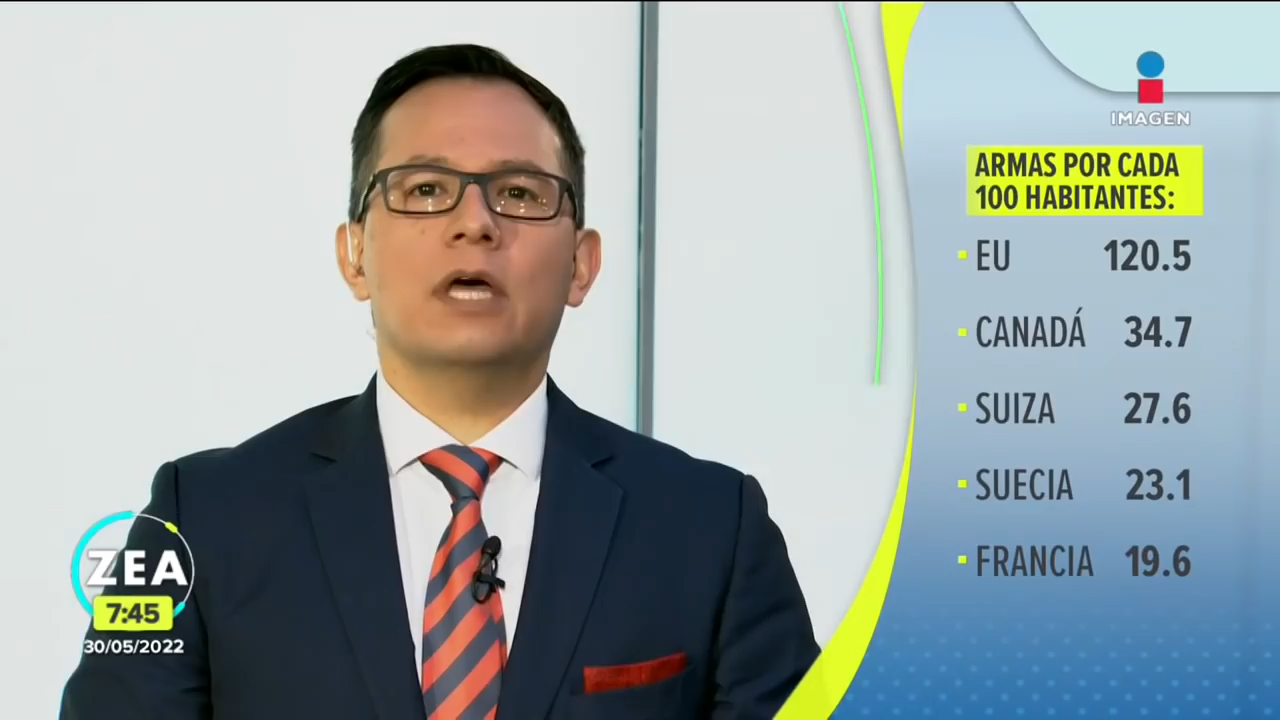 IMAGEN
ARMAS POR CADA
100 HABITANTES:
EU 120.5
CANADÁ 34.7
SUIZA 27.6
SUECIA 23.1
FRANCIA 19.6
ZEA
7:45
30/05/2022